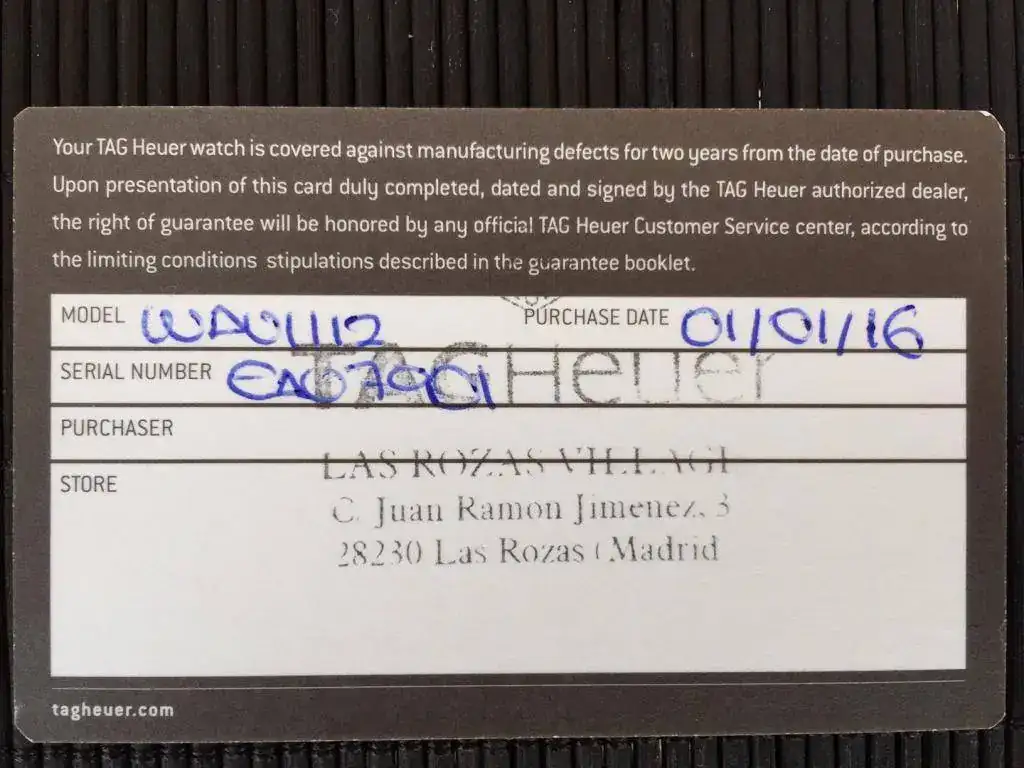 Your TAG Heuer watch is covered against manufacturing defects for two years from the date of purchase.
Upon presentation of this card duly completed, dated and signed by the TAG Heuer authorized dealer,
the right of guarantee will be honored by any official TAG Heuer Customer Service center, according to
the limiting conditions stipulations described in the guarantee booklet.
MODEL WAU1112 PURCHASE DATE 01/01/16
SERIAL NUMBER
TAGHeuer
PURCHASER
LAS ROZAS VILLAGE
STORE
C. Juan Ramon Jimenez, 3
28230 Las Rozas (Madrid
tagheuer.com